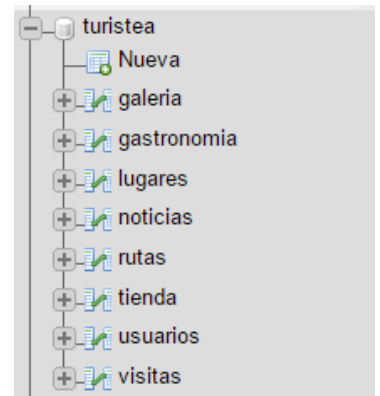 turistea
Nueva
galeria
gastronomia
lugares
noticias
rutas
tienda
usuarios
visitas